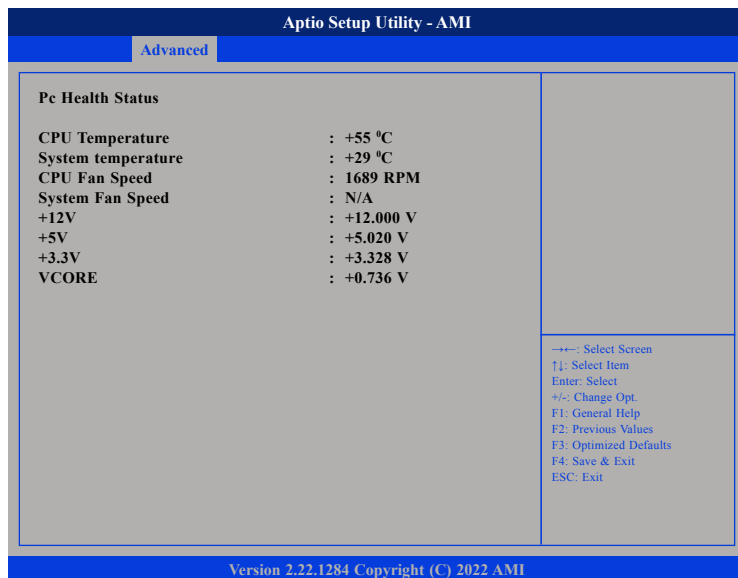 Aptio Setup Utility - AMI
Advanced
Pc Health Status
CPU Temperature : +55 ⁰C
System temperature : +29 ⁰C
CPU Fan Speed : 1689 RPM
System Fan Speed : N/A
+12V : +12.000 V
+5V : +5.020 V
+3.3V : +3.328 V
VCORE : +0.736 V
→←: Select Screen
↑↓: Select Item
Enter: Select
+/-: Change Opt.
F1: General Help
F2: Previous Values
F3: Optimized Defaults
F4: Save & Exit
ESC: Exit
Version 2.22.1284 Copyright (C) 2022 AMI